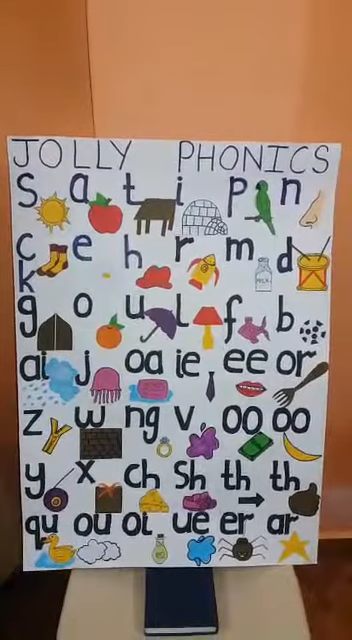 JOLLY PHONICS
s a t i p n
c k e h r m d
g o u l f b
ai j oa ie ee or
z w ng v oo oo
y x ch sh th th
qu ou oi ue er ar